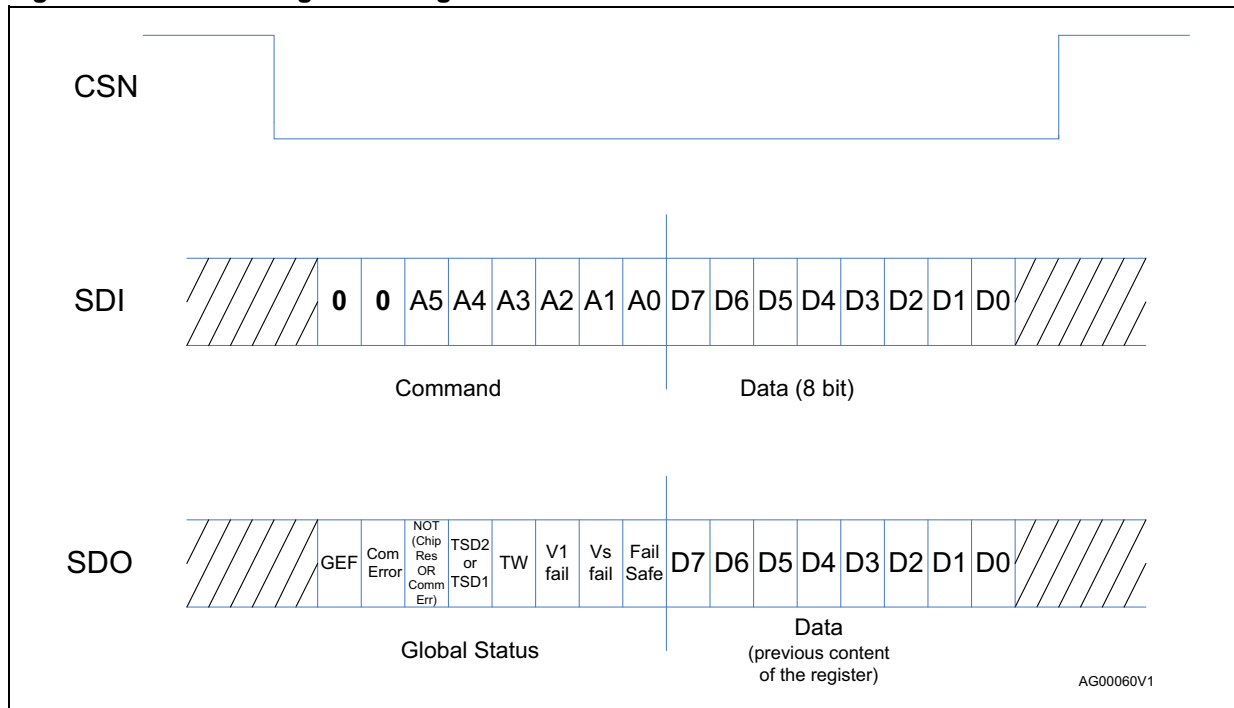 CSN
SDI
0 0 A5 A4 A3 A2 A1 A0 D7 D6 D5 D4 D3 D2 D1 D0
Command
Data (8 bit)
SDO
GEF
Com
Error
NOT
(Chip
Res
OR
Comm
Err)
TSD2
or
TSD1
TW
V1
fail
Vs
fail
Fail
Safe
D7 D6 D5 D4 D3 D2 D1 D0
Global Status
Data
(previous content
of the register)
AG00060V1